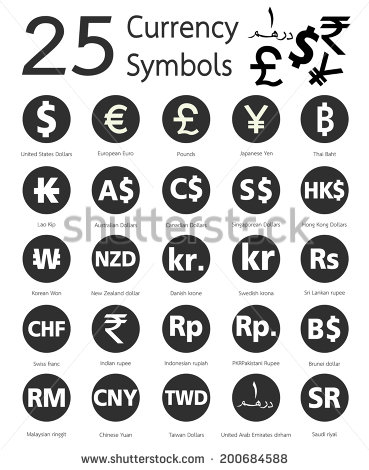 25 Currency Symbols
١ درهم £ $ ₹ ¥
$ € £ ¥ ฿
United States Dollars European Euro Pounds Japanese Yen Thai Baht
₭ A$ C$ S$ HK$
Lao Kip Australian Dollars Canadian Dollars Singaporean Dollars Hong Kong Dollars
shutterstock
₩ NZD kr. kr Rs
Korean Won New Zealand dollar Danish krone Swedish krona Sri Lankan rupee
CHF ₹ Rp Rp. B$
Swiss franc Indian rupee Indonesian rupiah PKRPakistani Rupee Brunei dollar
RM CNY TWD ١ درهم SR
Malaysian ringgit Chinese Yuan Taiwan Dollars United Arab Emirates dirham Saudi riyal
www.shutterstock.com · 200684588